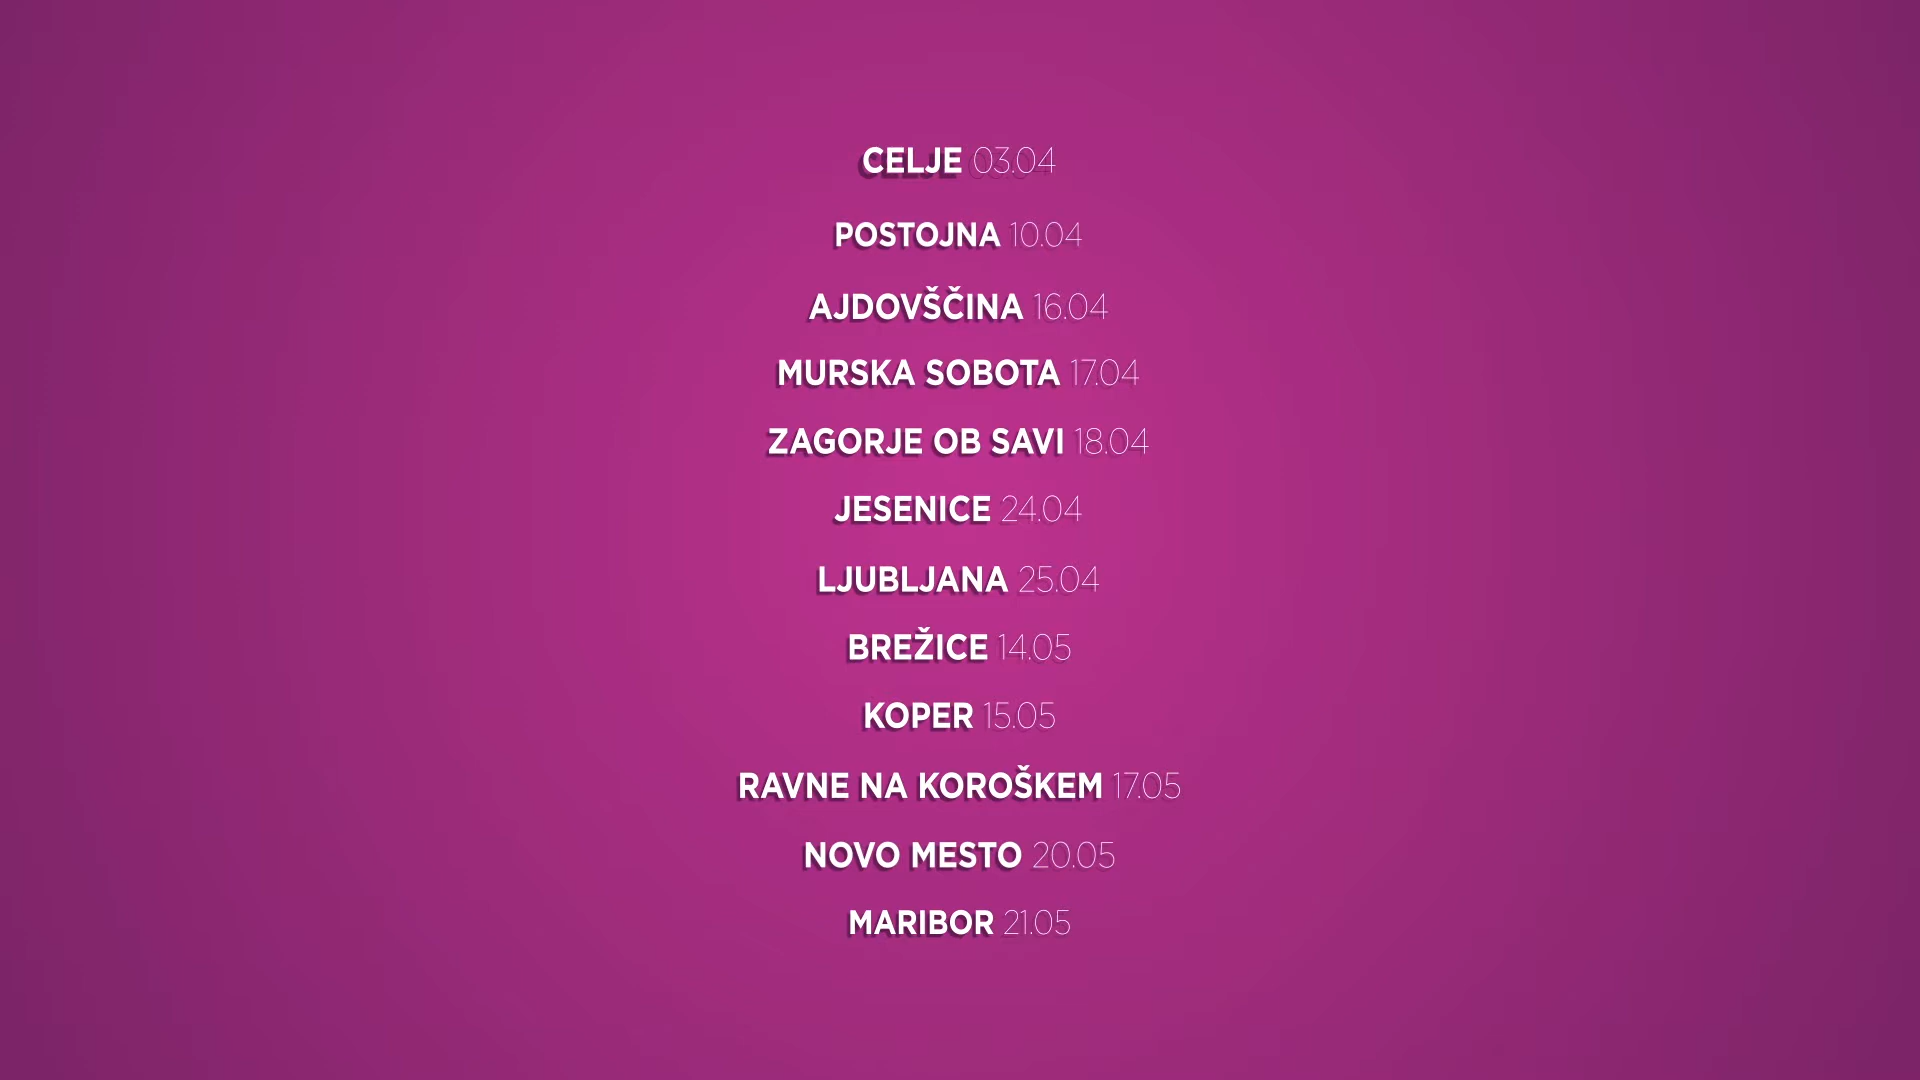 CELJE 03.04
POSTOJNA 10.04
AJDOVŠČINA 16.04
MURSKA SOBOTA 17.04
ZAGORJE OB SAVI 18.04
JESENICE 24.04
LJUBLJANA 25.04
BREŽICE 14.05
KOPER 15.05
RAVNE NA KOROŠKEM 17.05
NOVO MESTO 20.05
MARIBOR 21.05